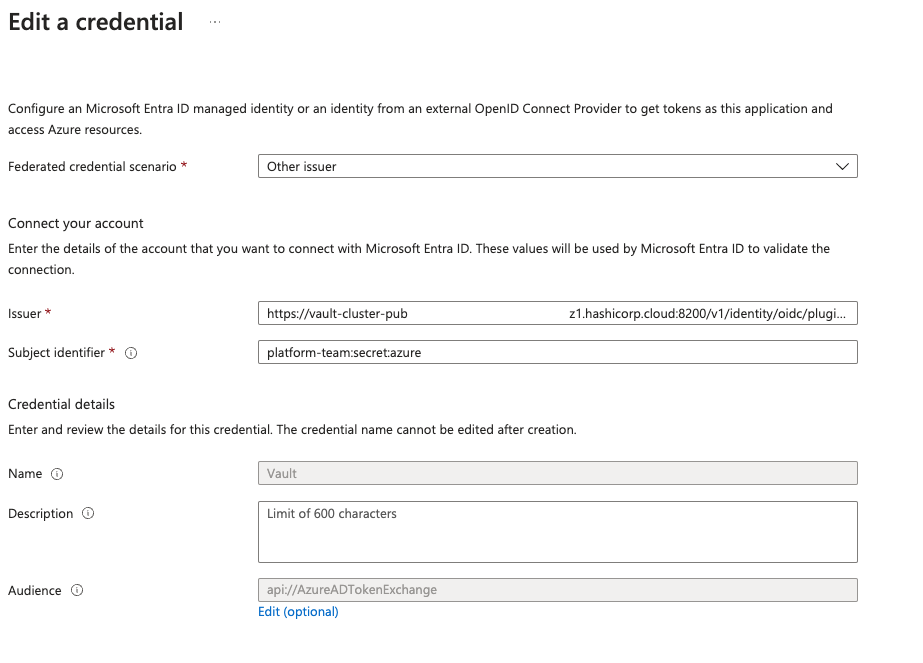 Edit a credential ...
Configure an Microsoft Entra ID managed identity or an identity from an external OpenID Connect Provider to get tokens as this application and
access Azure resources.
Federated credential scenario * Other issuer
Connect your account
Enter the details of the account that you want to connect with Microsoft Entra ID. These values will be used by Microsoft Entra ID to validate the
connection.
Issuer * https://vault-cluster-pub z1.hashicorp.cloud:8200/v1/identity/oidc/plugi...
Subject identifier * platform-team:secret:azure
Credential details
Enter and review the details for this credential. The credential name cannot be edited after creation.
Name Vault
Description Limit of 600 characters
Audience api://AzureADTokenExchange
Edit (optional)